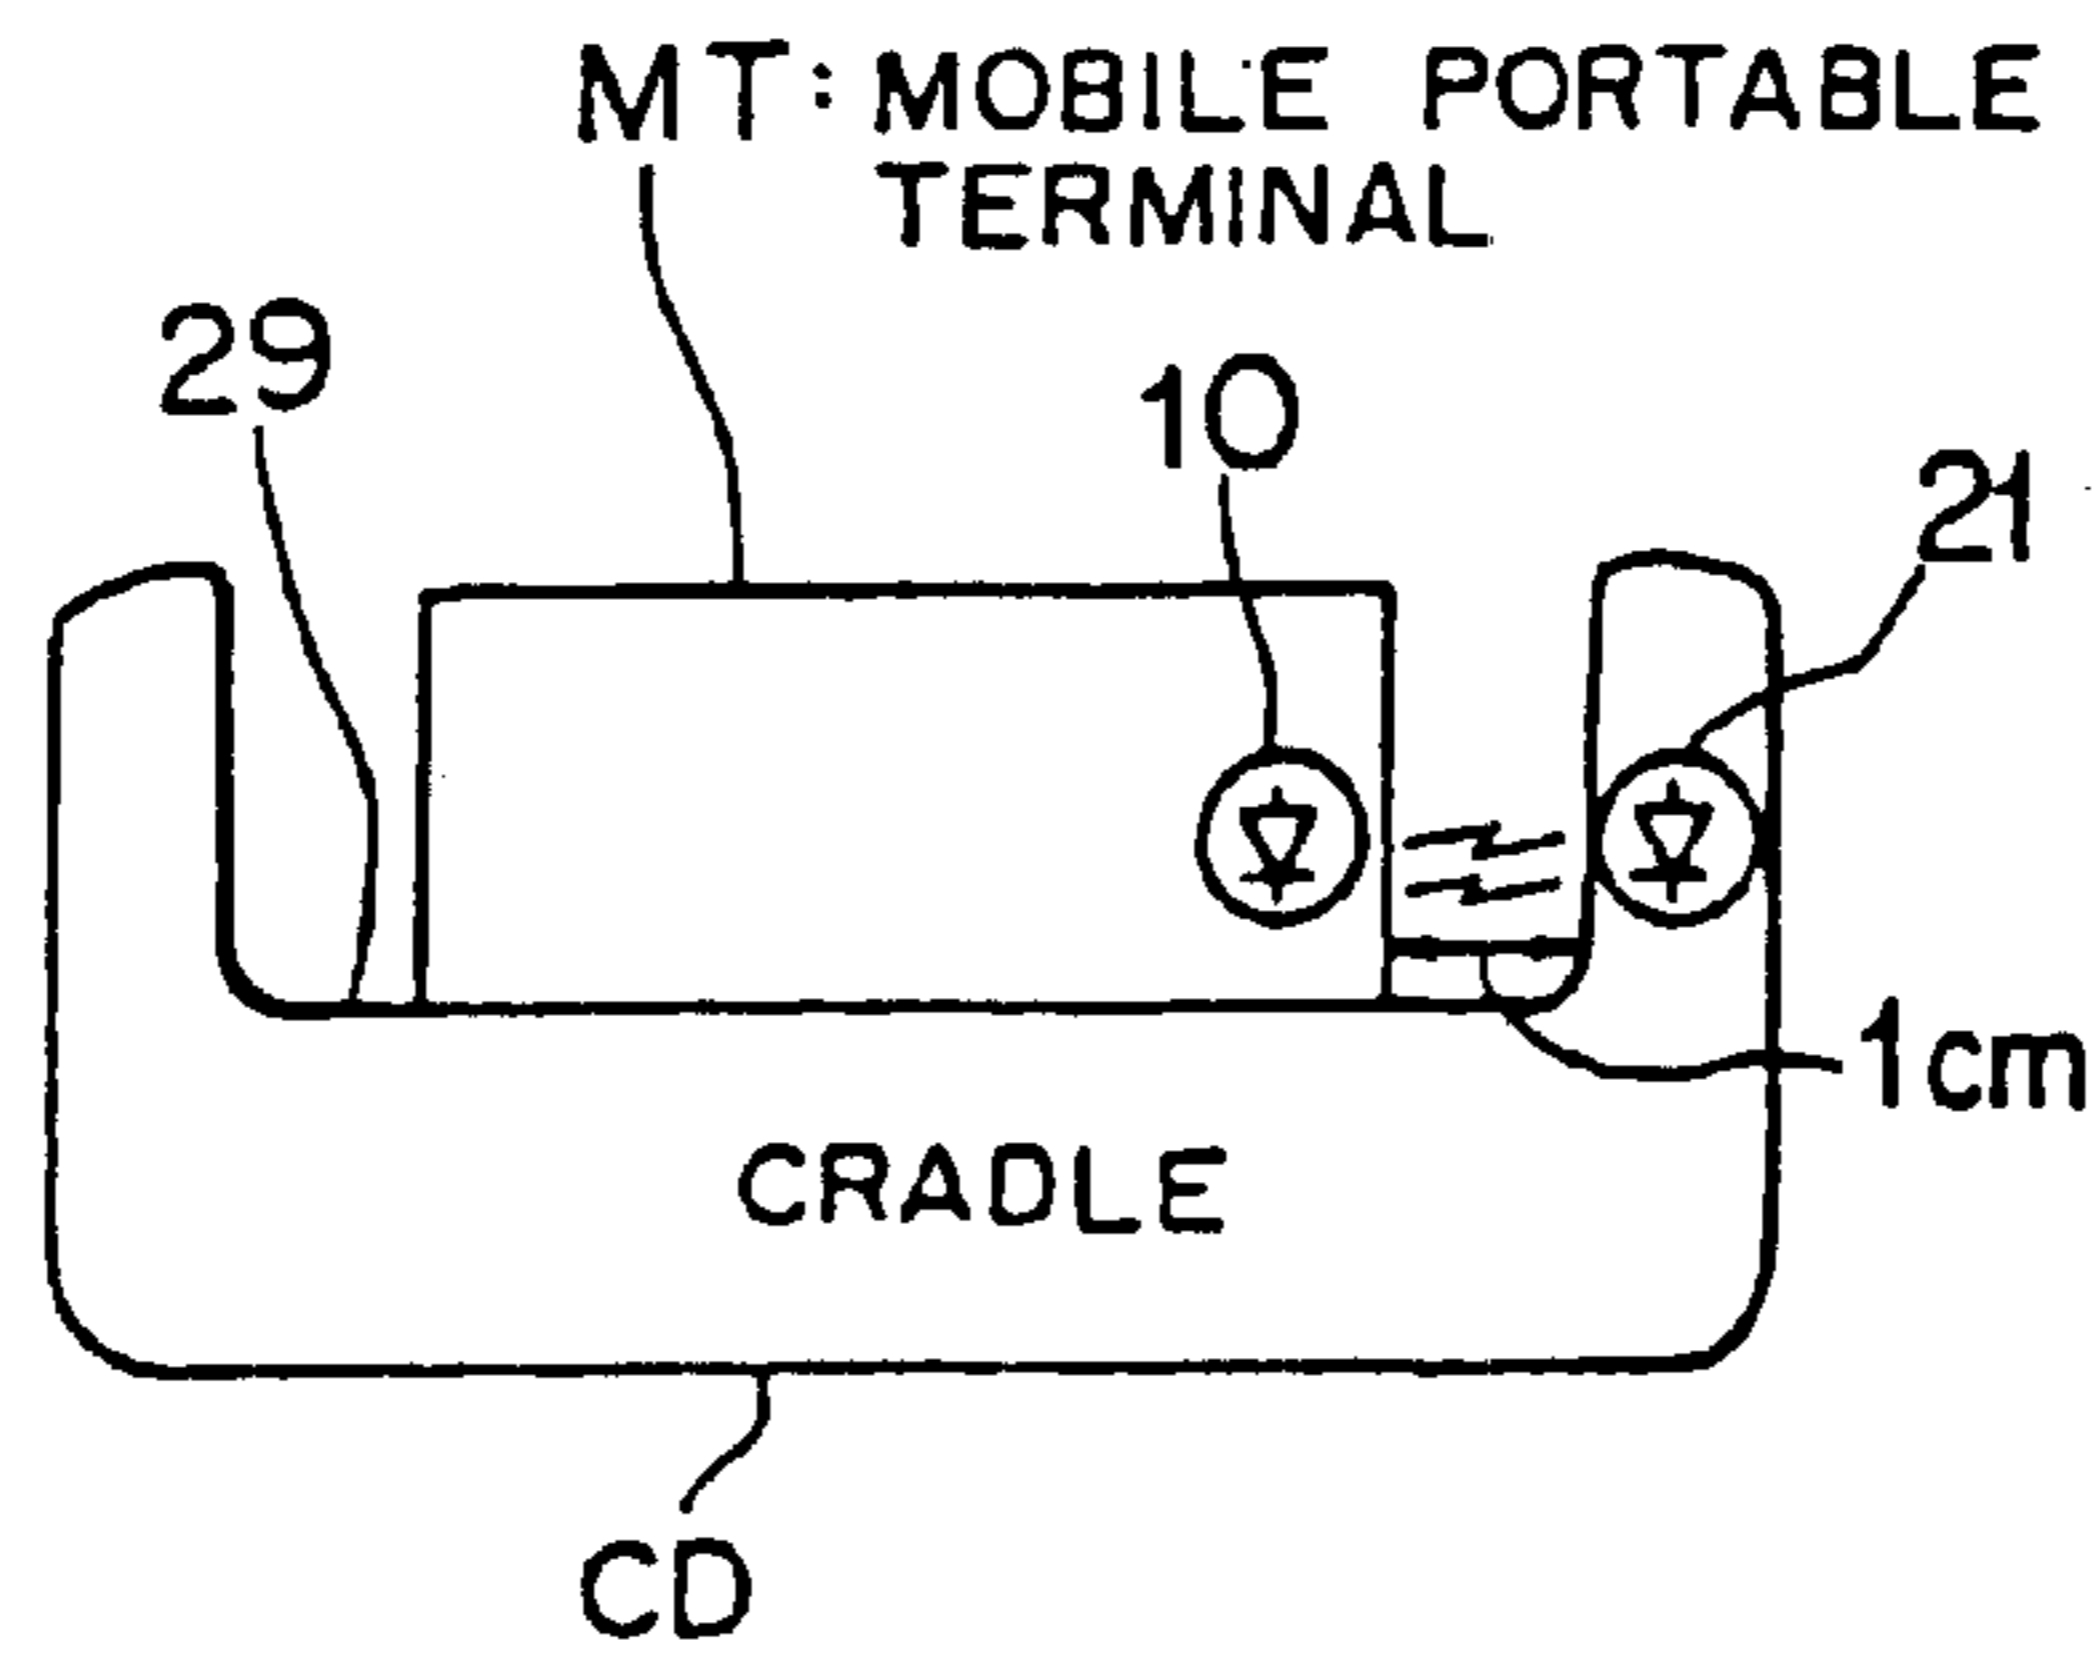 MT: MOBILE PORTABLE
TERMINAL
29
10
21
1cm
CRADLE
CD